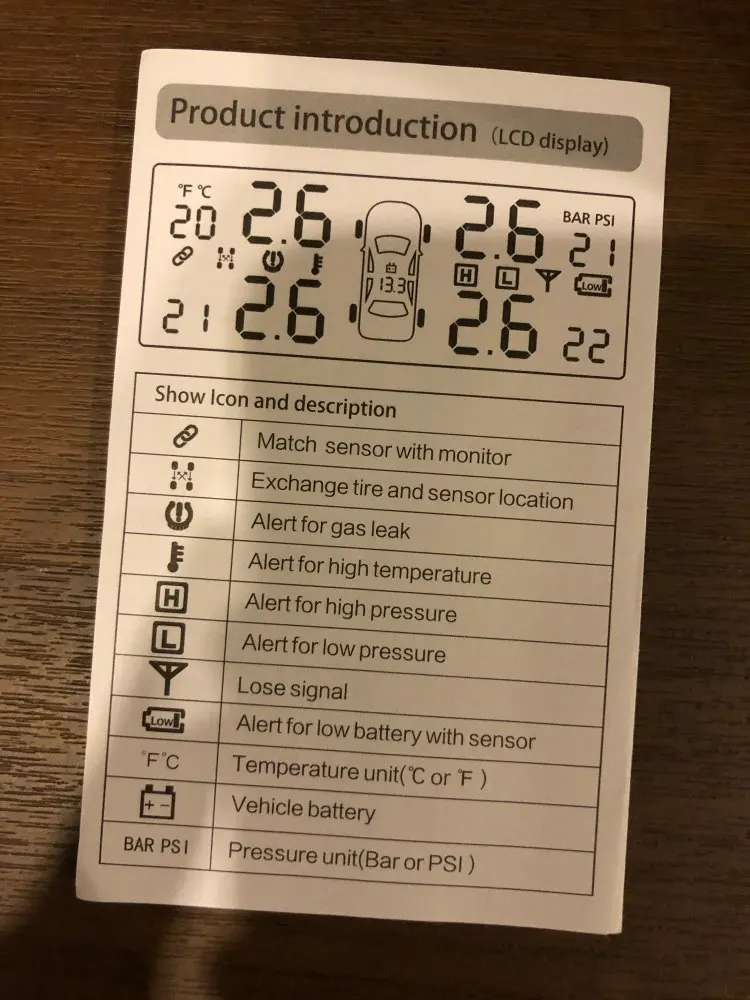 Product introduction (LCD display)
°F °C
20 2.6 2.6 BAR PSI
21
H L Low
13.3
21 2.6 2.6 22
Show Icon and description
Match sensor with monitor
Exchange tire and sensor location
Alert for gas leak
Alert for high temperature
H Alert for high pressure
L Alert for low pressure
Lose signal
Low Alert for low battery with sensor
°F°C Temperature unit(℃ or ℉ )
+ − Vehicle battery
BAR PSI Pressure unit(Bar or PSI )